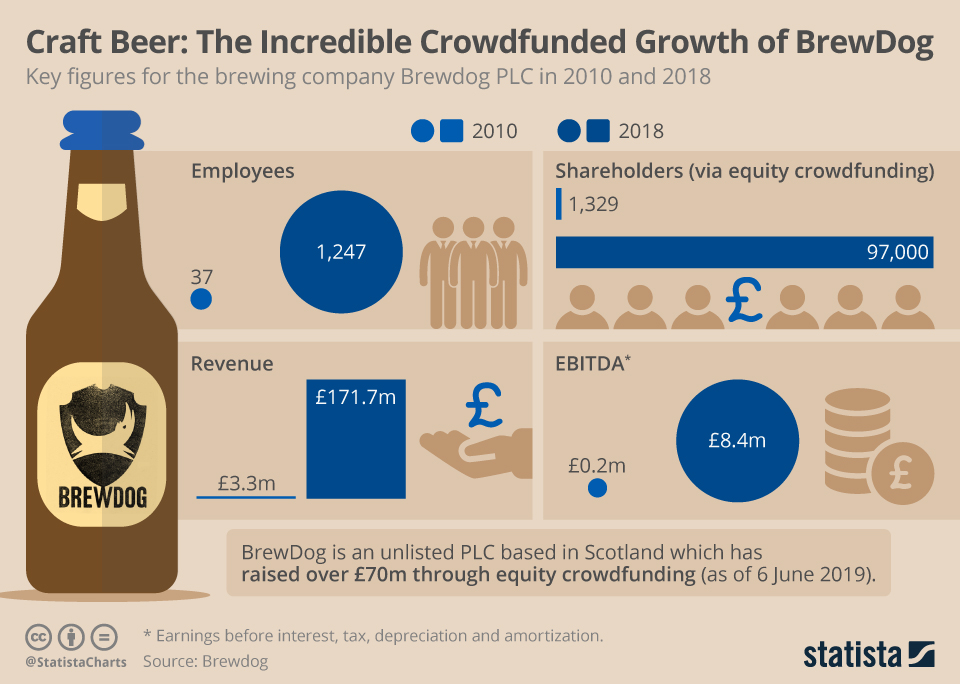 Craft Beer: The Incredible Crowdfunded Growth of BrewDog
Key figures for the brewing company Brewdog PLC in 2010 and 2018
2010
2018
Employees
37
1,247
Shareholders (via equity crowdfunding)
1,329
97,000
£
Revenue
£3.3m
£171.7m
£
EBITDA*
£0.2m
£8.4m
£
BREWDOG
BrewDog is an unlisted PLC based in Scotland which has
raised over £70m through equity crowdfunding (as of 6 June 2019).
cc
=
@StatistaCharts
* Earnings before interest, tax, depreciation and amortization.
Source: Brewdog
statista